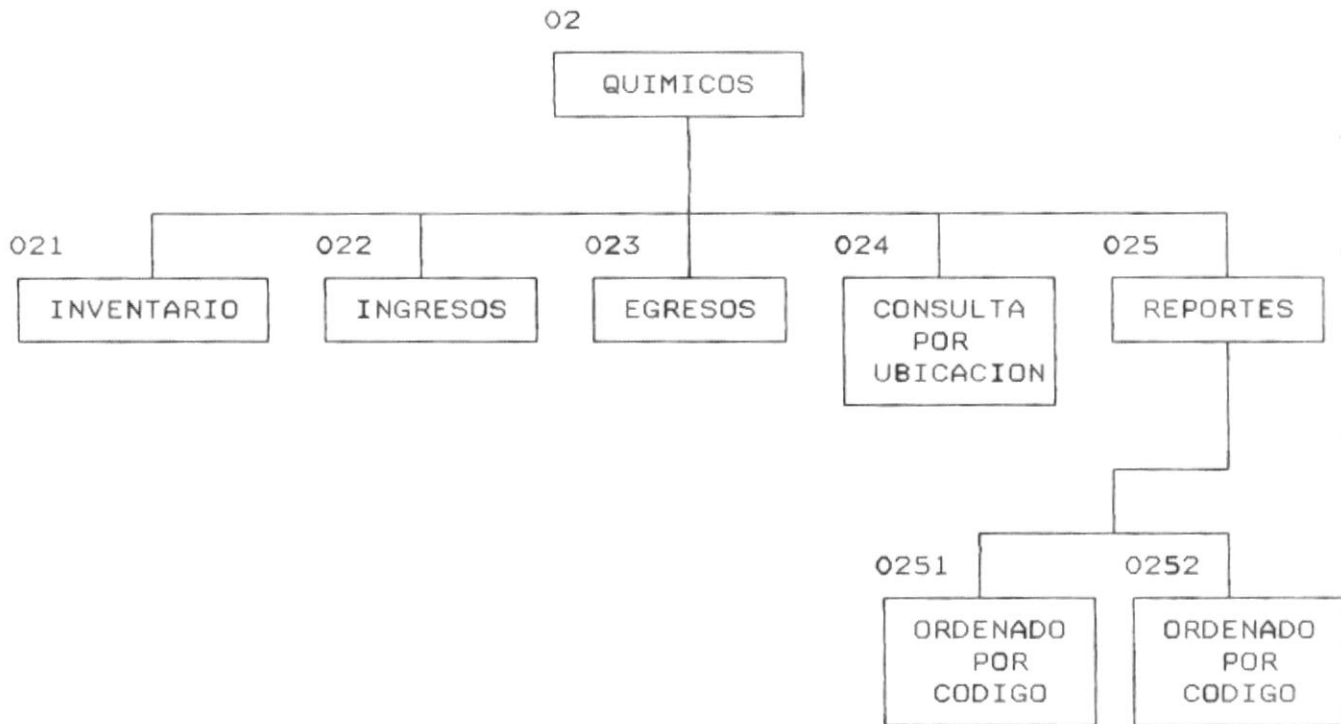 02
QUIMICOS
021
INVENTARIO
022
INGRESOS
023
EGRESOS
024
CONSULTA
POR
UBICACION
025
REPORTES
0251
ORDENADO
POR
CODIGO
0252
ORDENADO
POR
CODIGO